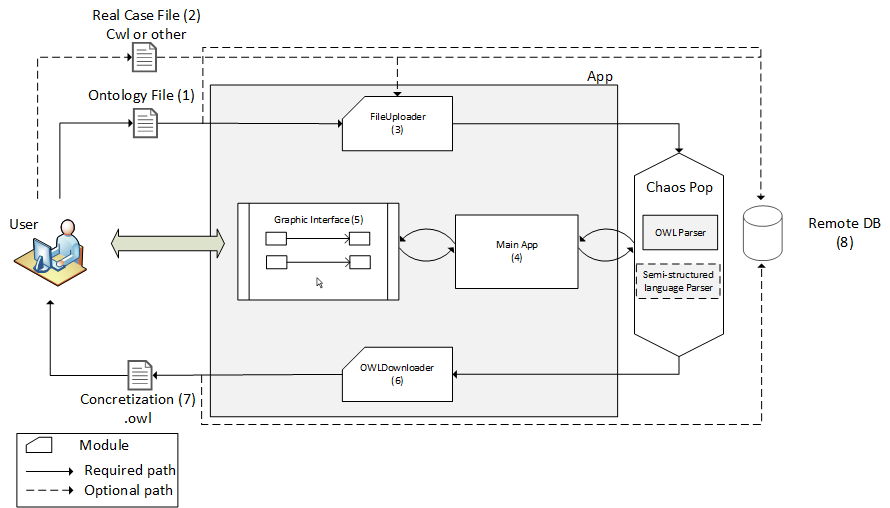 Real Case File (2)
Cwl or other
App
Ontology File (1)
FileUploader
(3)
Chaos Pop
User
Graphic Interface (5)
Main App
(4)
OWL Parser
Remote DB
(8)
Semi-structured
language Parser
OWLDownloader
(6)
Concretization (7)
.owl
Module
Required path
Optional path